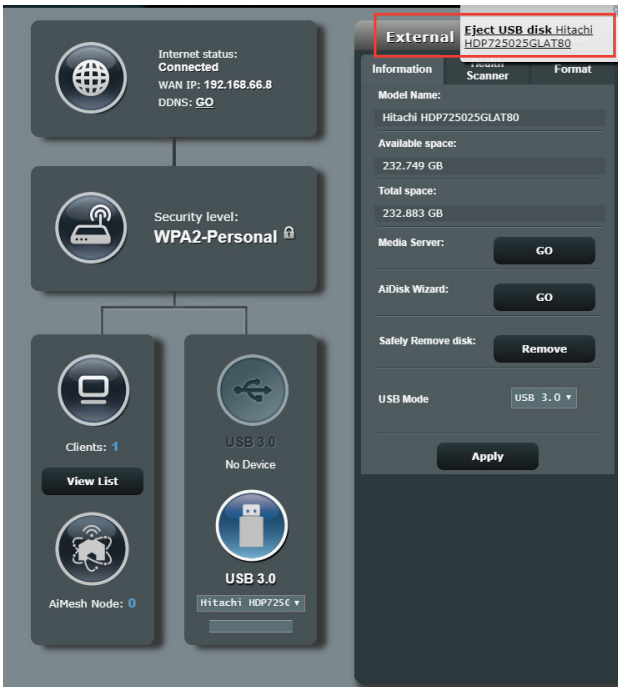 Internet status:
Connected
WAN IP: 192.168.66.8
DDNS: GO
Security level:
WPA2-Personal
Clients: 1
View List
AiMesh Node: 0
USB 3.0
No Device
USB 3.0
Hitachi HDP725C
External
Eject USB disk Hitachi
HDP725025GLAT80
Information
Health
Scanner
Format
Model Name:
Hitachi HDP725025GLAT80
Available space:
232.749 GB
Total space:
232.883 GB
Media Server:
GO
AiDisk Wizard:
GO
Safely Remove disk:
Remove
USB Mode
USB 3.0
Apply